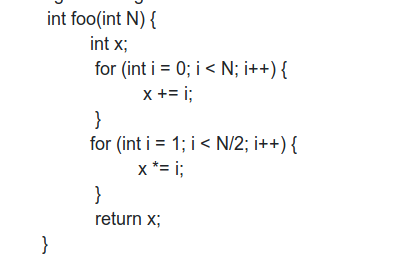 int foo(int N) {
int x;
for (int i = 0; i < N; i++) {
x += i;
}
for (int i = 1; i < N/2; i++) {
x *= i;
}
return x;
}